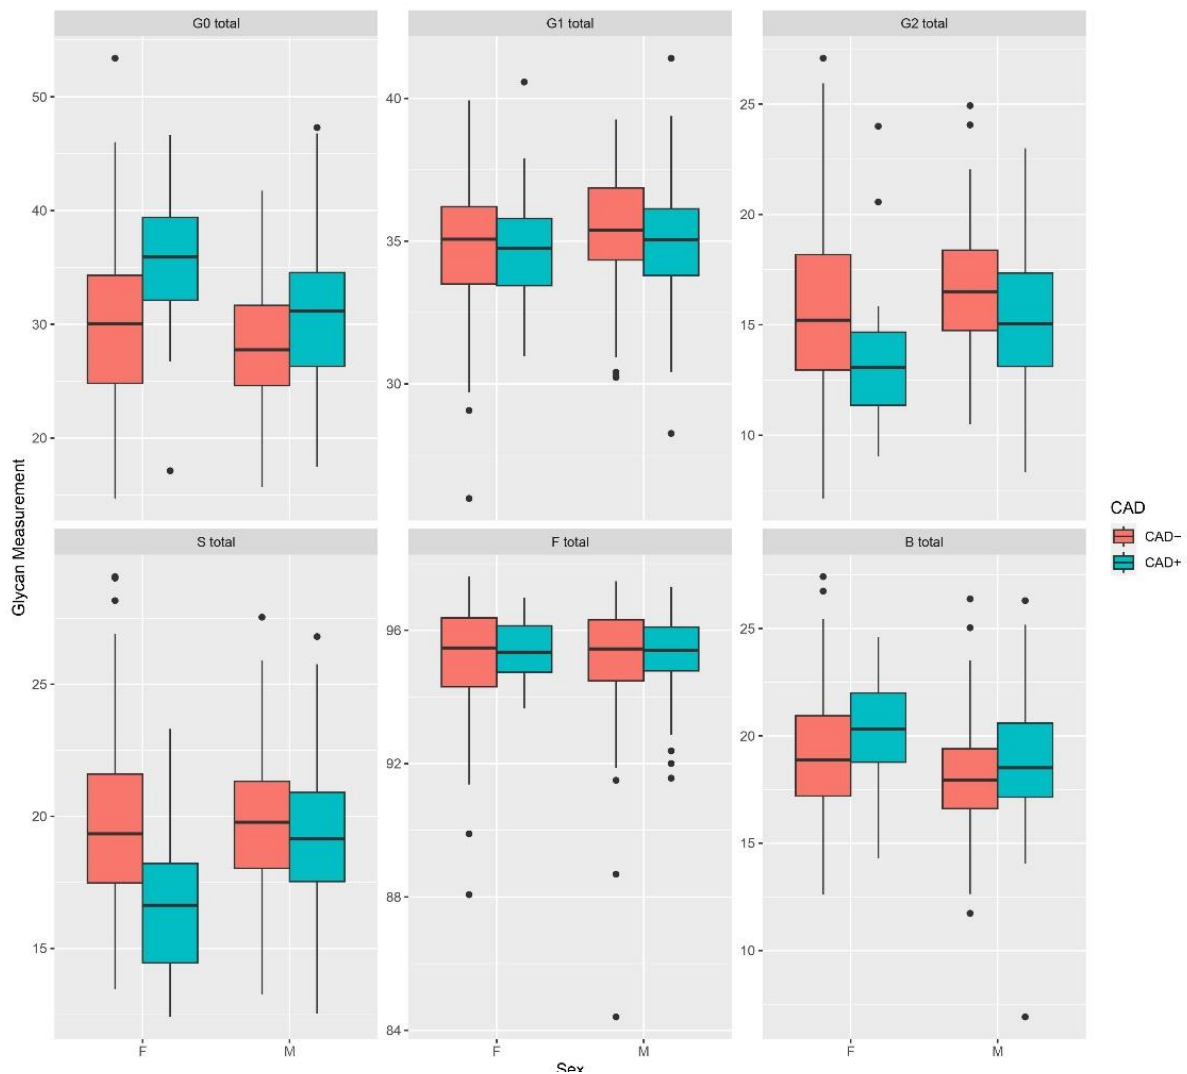 G0 total
G1 total
G2 total
50
40
30
20
40
35
30
25
20
15
10
Glycan Measurement
CAD
CAD−
CAD+
S total
F total
B total
25
20
15
96
92
88
84
25
20
15
10
F
M
F
M
F
M
Sex